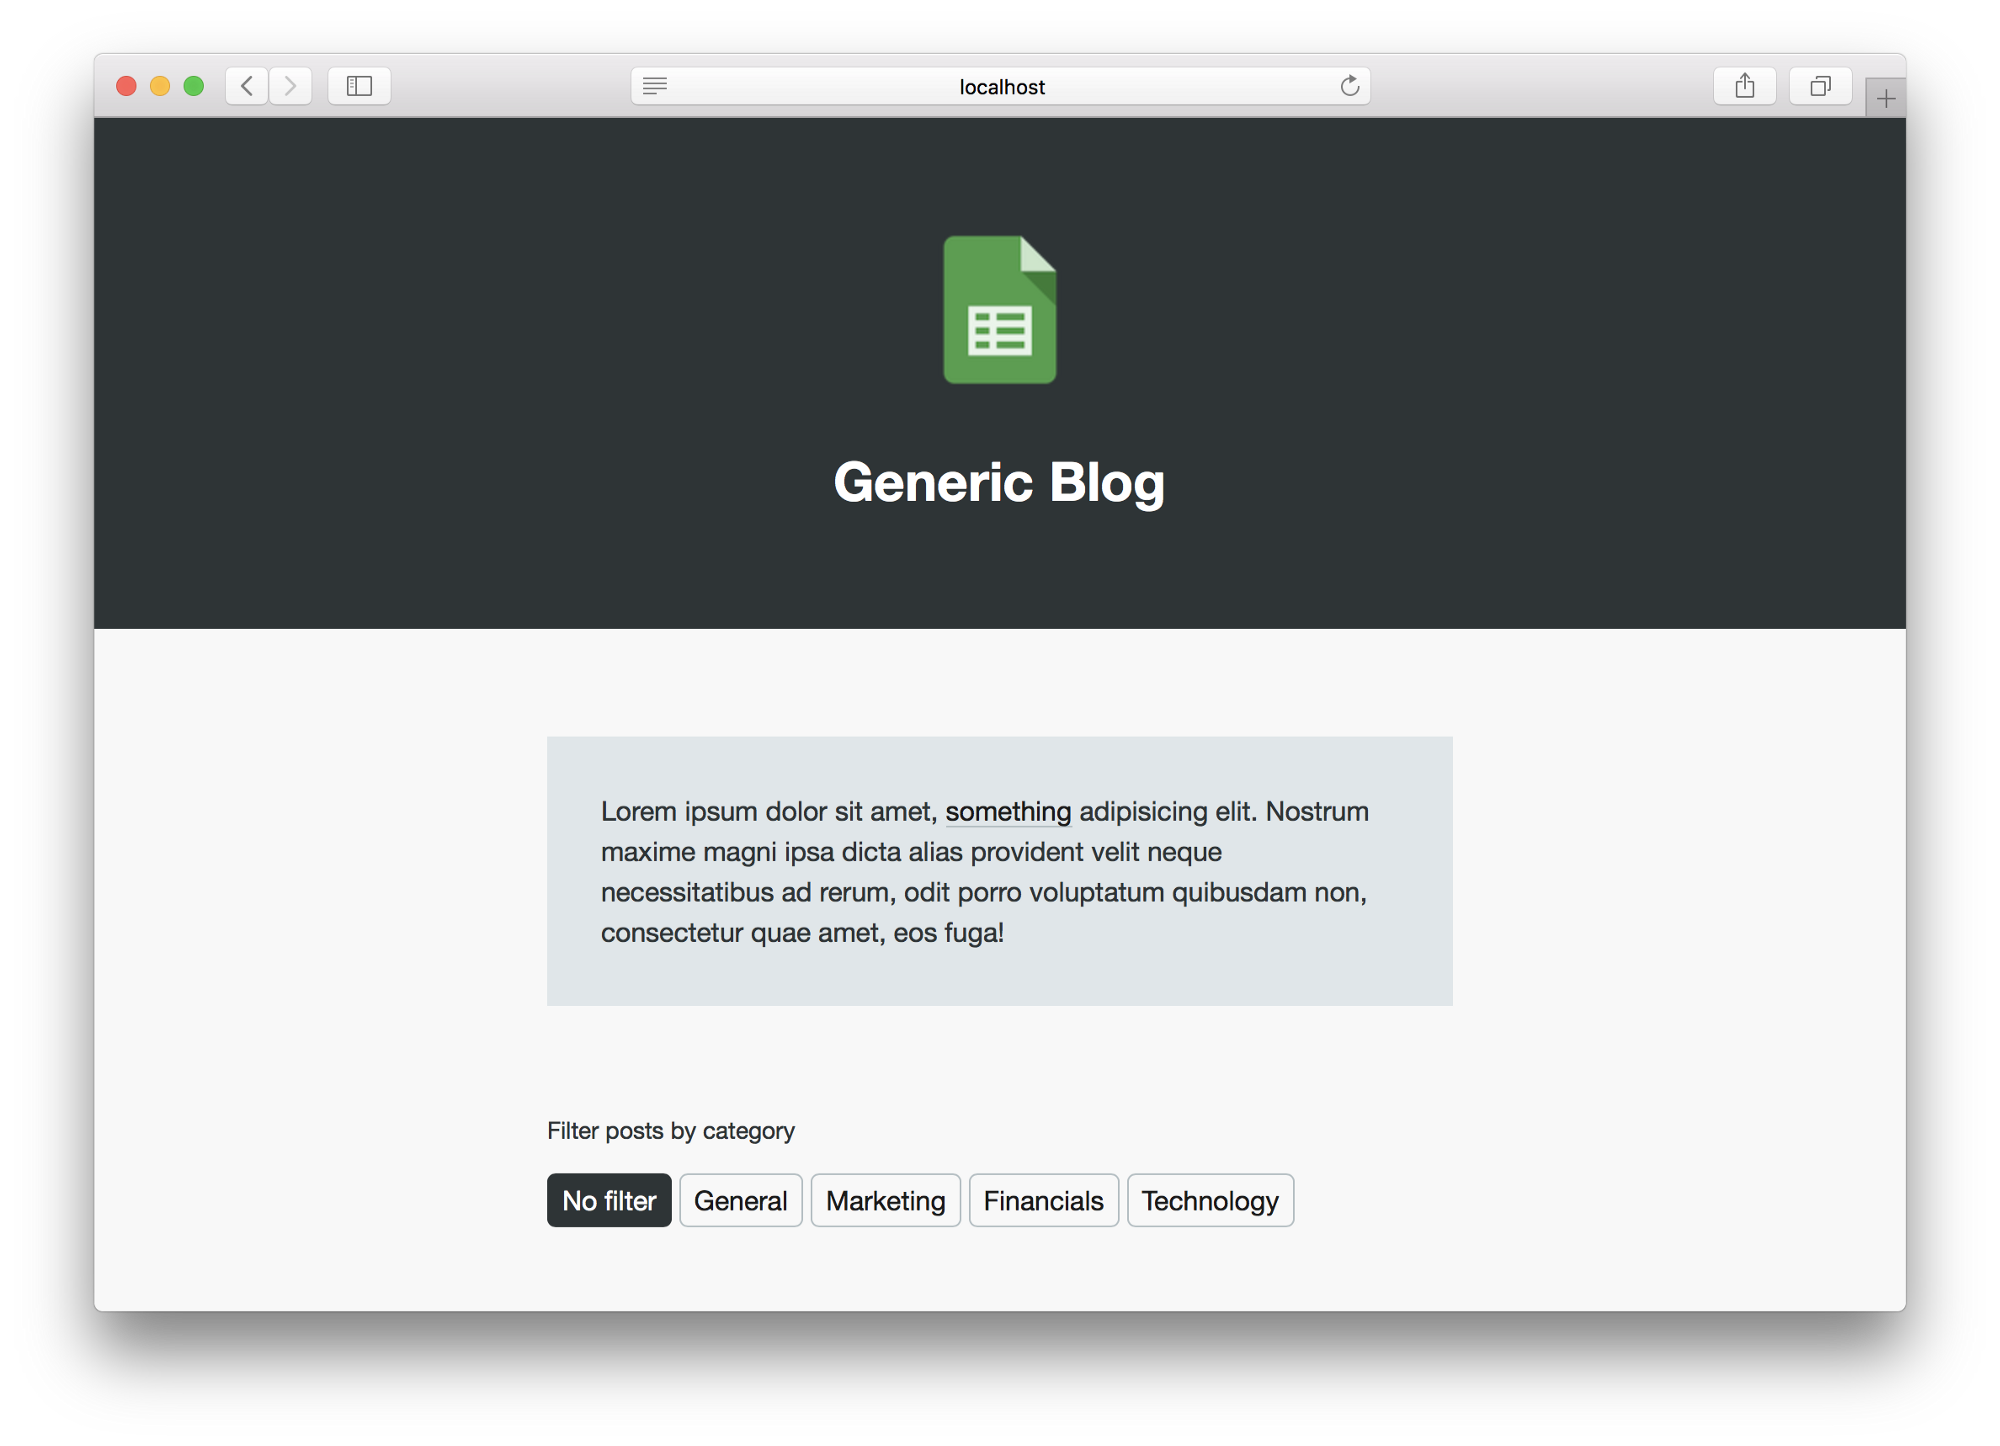 localhost
Generic Blog
Lorem ipsum dolor sit amet, something adipisicing elit. Nostrum
maxime magni ipsa dicta alias provident velit neque
necessitatibus ad rerum, odit porro voluptatum quibusdam non,
consectetur quae amet, eos fuga!
Filter posts by category
No filter General Marketing Financials Technology